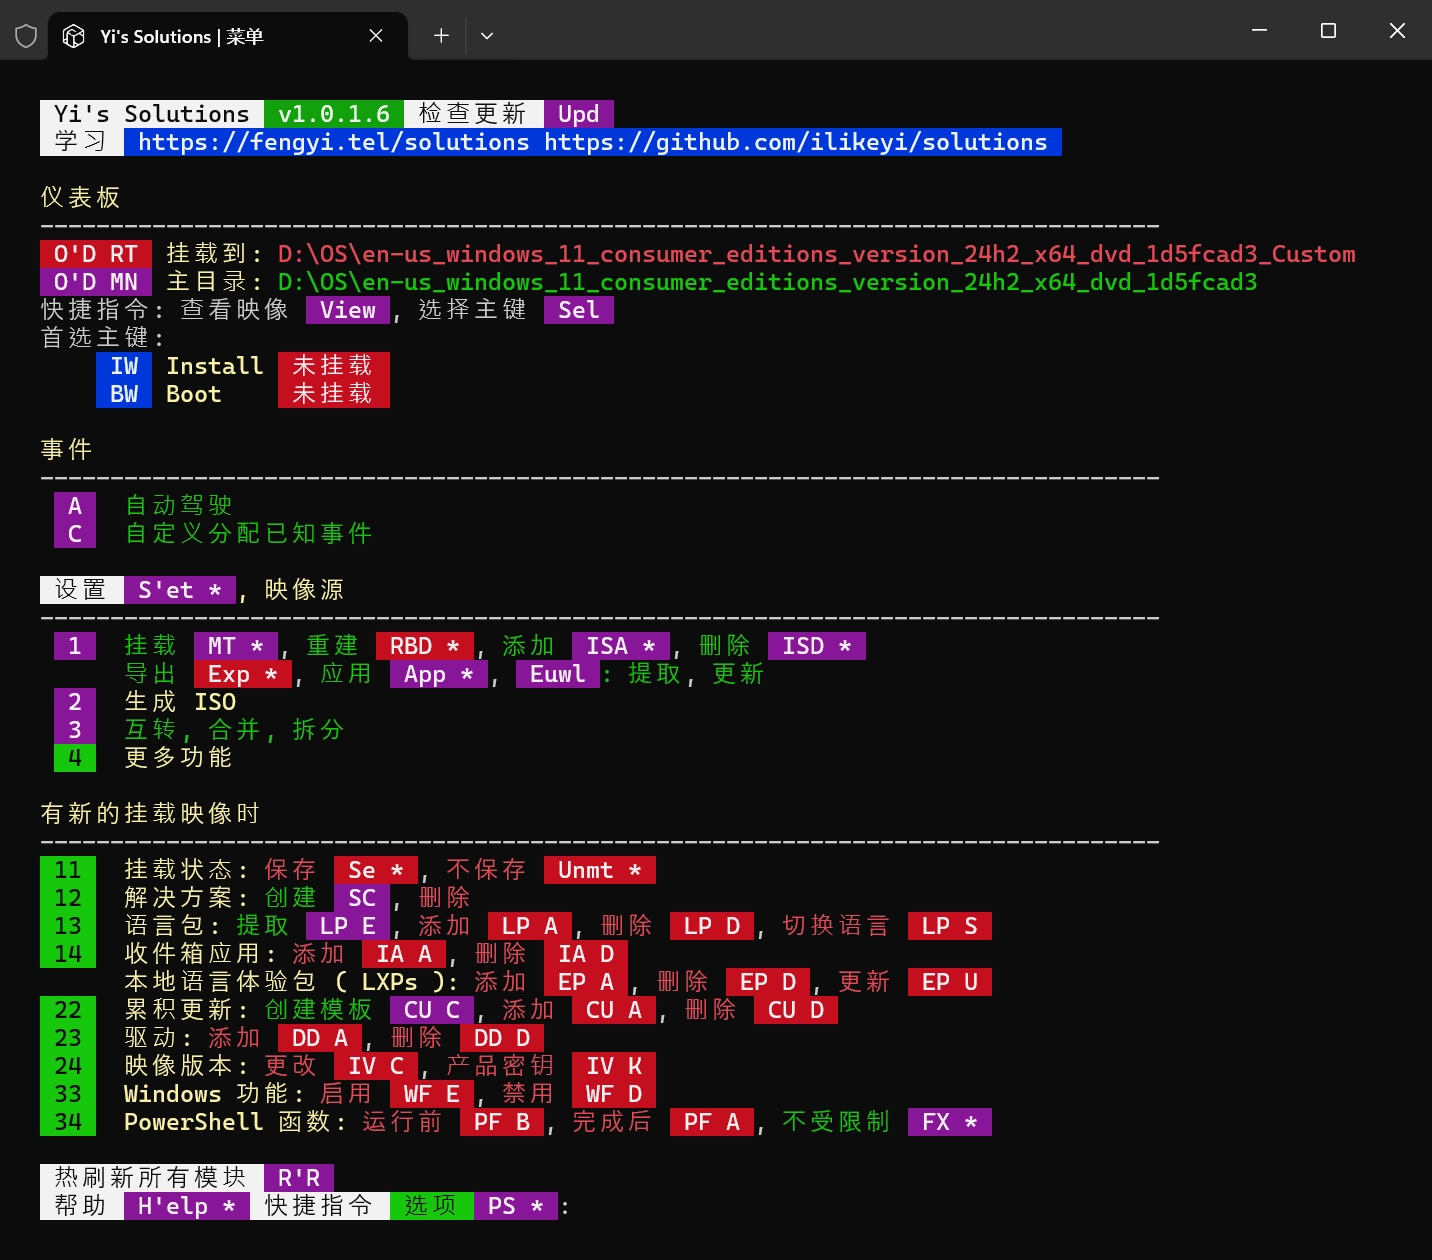 Yi's Solutions | 菜单
Yi's Solutions v1.0.1.6 检查更新 Upd
学习 https://fengyi.tel/solutions https://github.com/ilikeyi/solutions
仪表板
--------------------------------------------------------------------------------
O'D RT 挂载到: D:\OS\en-us_windows_11_consumer_editions_version_24h2_x64_dvd_1d5fcad3_Custom
O'D MN 主目录: D:\OS\en-us_windows_11_consumer_editions_version_24h2_x64_dvd_1d5fcad3
快捷指令: 查看映像 View, 选择主键 Sel
首选主键:
IW Install 未挂载
BW Boot 未挂载
事件
--------------------------------------------------------------------------------
A 自动驾驶
C 自定义分配已知事件
设置 S'et *, 映像源
--------------------------------------------------------------------------------
1 挂载 MT *, 重建 RBD *, 添加 ISA *, 删除 ISD *
导出 Exp *, 应用 App *, Euwl : 提取, 更新
2 生成 ISO
3 互转, 合并, 拆分
4 更多功能
有新的挂载映像时
--------------------------------------------------------------------------------
11 挂载状态: 保存 Se *, 不保存 Unmt *
12 解决方案: 创建 SC , 删除
13 语言包: 提取 LP E , 添加 LP A , 删除 LP D , 切换语言 LP S
14 收件箱应用: 添加 IA A , 删除 IA D
本地语言体验包 ( LXPs ): 添加 EP A , 删除 EP D , 更新 EP U
22 累积更新: 创建模板 CU C , 添加 CU A , 删除 CU D
23 驱动: 添加 DD A , 删除 DD D
24 映像版本: 更改 IV C , 产品密钥 IV K
33 Windows 功能: 启用 WF E , 禁用 WF D
34 PowerShell 函数: 运行前 PF B , 完成后 PF A , 不受限制 FX *
热刷新所有模块 R'R
帮助 H'elp * 快捷指令 选项 PS * :